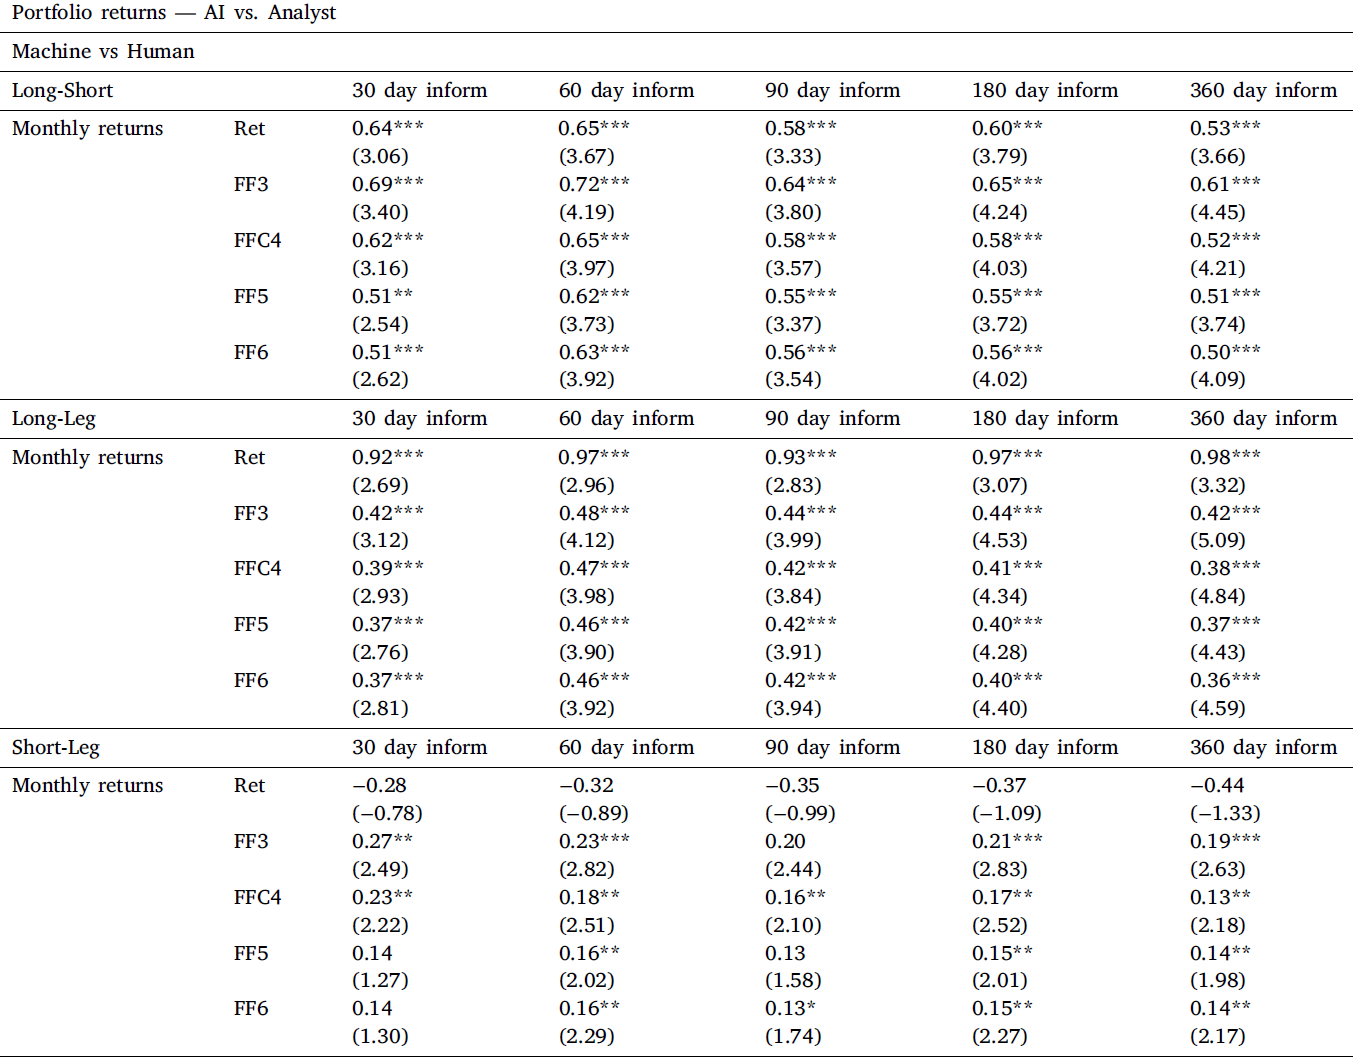 Portfolio returns — AI vs. Analyst
Machine vs Human
Long-Short 30 day inform 60 day inform 90 day inform 180 day inform 360 day inform
Monthly returns Ret 0.64*** 0.65*** 0.58*** 0.60*** 0.53***
(3.06) (3.67) (3.33) (3.79) (3.66)
FF3 0.69*** 0.72*** 0.64*** 0.65*** 0.61***
(3.40) (4.19) (3.80) (4.24) (4.45)
FFC4 0.62*** 0.65*** 0.58*** 0.58*** 0.52***
(3.16) (3.97) (3.57) (4.03) (4.21)
FF5 0.51** 0.62*** 0.55*** 0.55*** 0.51***
(2.54) (3.73) (3.37) (3.72) (3.74)
FF6 0.51*** 0.63*** 0.56*** 0.56*** 0.50***
(2.62) (3.92) (3.54) (4.02) (4.09)
Long-Leg 30 day inform 60 day inform 90 day inform 180 day inform 360 day inform
Monthly returns Ret 0.92*** 0.97*** 0.93*** 0.97*** 0.98***
(2.69) (2.96) (2.83) (3.07) (3.32)
FF3 0.42*** 0.48*** 0.44*** 0.44*** 0.42***
(3.12) (4.12) (3.99) (4.53) (5.09)
FFC4 0.39*** 0.47*** 0.42*** 0.41*** 0.38***
(2.93) (3.98) (3.84) (4.34) (4.84)
FF5 0.37*** 0.46*** 0.42*** 0.40*** 0.37***
(2.76) (3.90) (3.91) (4.28) (4.43)
FF6 0.37*** 0.46*** 0.42*** 0.40*** 0.36***
(2.81) (3.92) (3.94) (4.40) (4.59)
Short-Leg 30 day inform 60 day inform 90 day inform 180 day inform 360 day inform
Monthly returns Ret −0.28 −0.32 −0.35 −0.37 −0.44
(−0.78) (−0.89) (−0.99) (−1.09) (−1.33)
FF3 0.27** 0.23*** 0.20 0.21*** 0.19***
(2.49) (2.82) (2.44) (2.83) (2.63)
FFC4 0.23** 0.18** 0.16** 0.17** 0.13**
(2.22) (2.51) (2.10) (2.52) (2.18)
FF5 0.14 0.16** 0.13 0.15** 0.14**
(1.27) (2.02) (1.58) (2.01) (1.98)
FF6 0.14 0.16** 0.13* 0.15** 0.14**
(1.30) (2.29) (1.74) (2.27) (2.17)